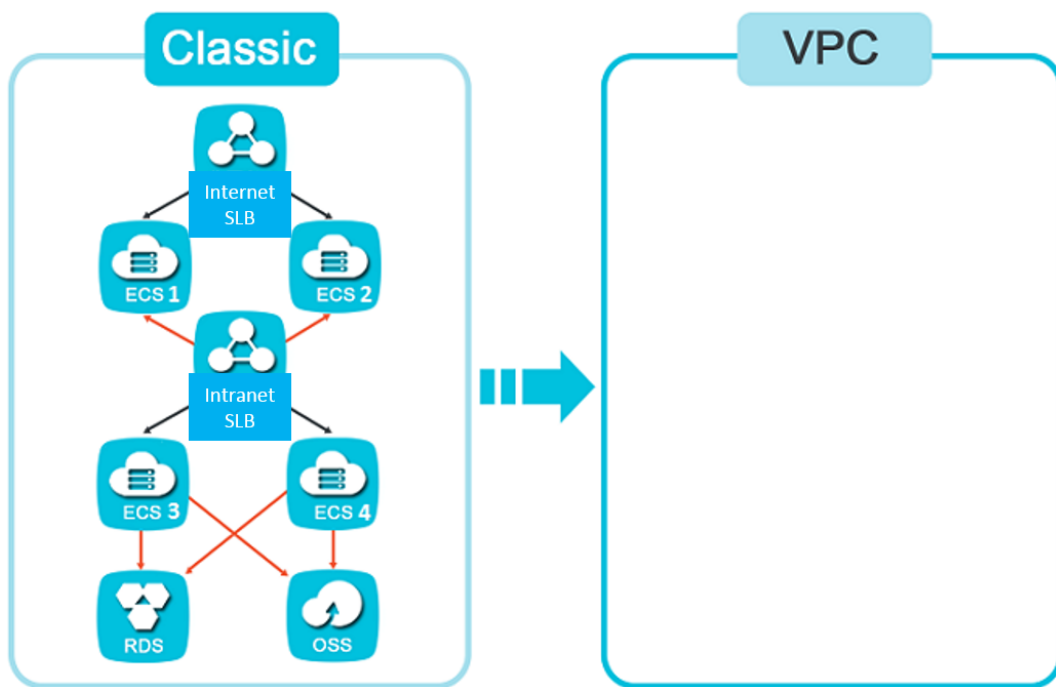 Classic
VPC
Internet
SLB
ECS 1
ECS 2
Intranet
SLB
ECS 3
ECS 4
RDS
OSS